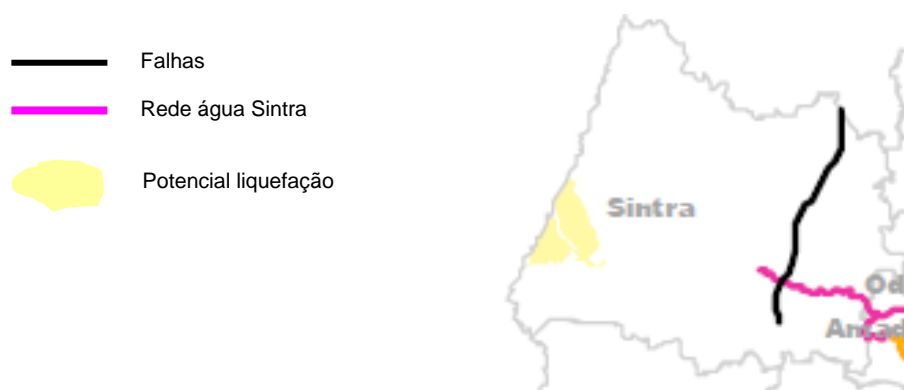 Falhas
Rede água Sintra
Potencial liquefação
Sintra